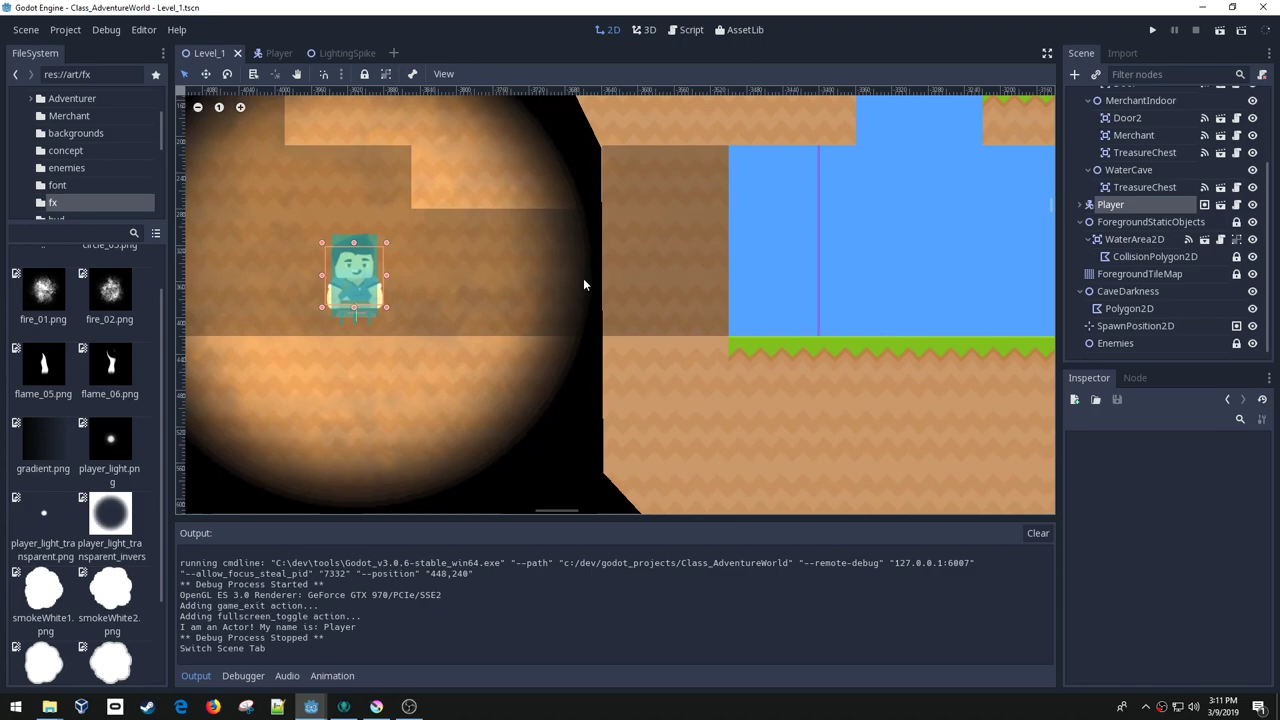 Godot Engine - Class_AdventureWorld - Level_1.tscn
Scene Project Debug Editor Help
2D 3D Script AssetLib
FileSystem
Level_1 Player LightingSpike
Scene Import
res://art/fx
View
Filter nodes
Adventurer
Merchant
backgrounds
concept
enemies
font
fx
fire_01.png
fire_02.png
flame_05.png
flame_06.png
gradient.png
player_light.pn
g
player_light_tra
nsparent.png
player_light_tra
nsparent_invers
smokeWhite1.
png
smokeWhite2.
png
MerchantIndoor
Door2
Merchant
TreasureChest
WaterCave
TreasureChest
Player
ForegroundStaticObjects
WaterArea2D
CollisionPolygon2D
ForegroundTileMap
CaveDarkness
Polygon2D
SpawnPosition2D
Enemies
Inspector Node
Output:
Clear
running cmdline: "C:\dev\tools\Godot_v3.0.6-stable_win64.exe" "--path" "c:/dev/godot_projects/Class_AdventureWorld" "--remote-debug" "127.0.0.1:6007"
"--allow_focus_steal_pid" "7332" "--position" "448,240"
** Debug Process Started **
OpenGL ES 3.0 Renderer: GeForce GTX 970/PCIe/SSE2
Adding game_exit action...
Adding fullscreen_toggle action...
I am an Actor! My name is: Player
** Debug Process Stopped **
Switch Scene Tab
Output Debugger Audio Animation
3:11 PM
3/9/2019